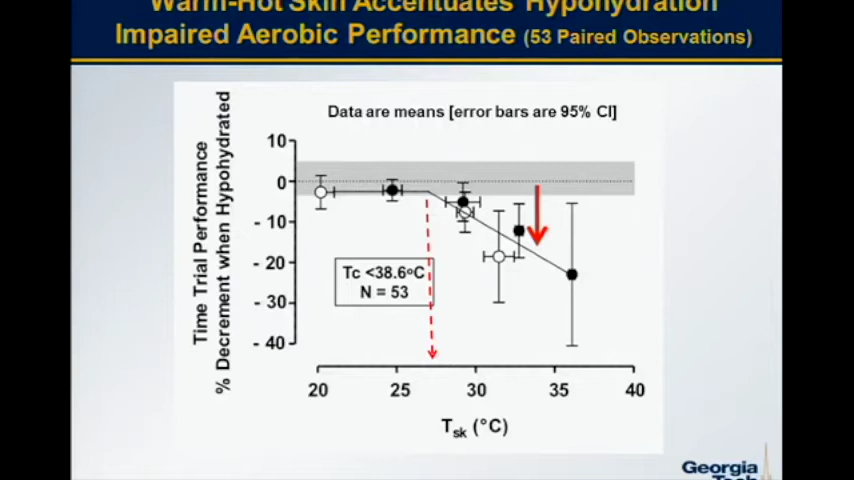 Warm-Hot Skin Accentuates Hypohydration
Impaired Aerobic Performance (53 Paired Observations)
Data are means [error bars are 95% CI]
Time Trial Performance
% Decrement when Hypohydrated
10
0
- 10
- 20
- 30
- 40
Tc <38.6°C
N = 53
20 25 30 35 40
Tsk (°C)
Georgia
Tech